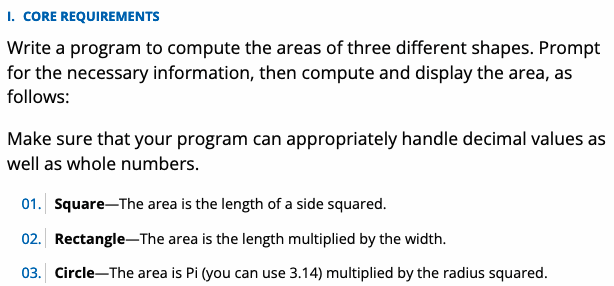 I. CORE REQUIREMENTS
Write a program to compute the areas of three different shapes. Prompt
for the necessary information, then compute and display the area, as
follows:
Make sure that your program can appropriately handle decimal values as
well as whole numbers.
01. Square—The area is the length of a side squared.
02. Rectangle—The area is the length multiplied by the width.
03. Circle—The area is Pi (you can use 3.14) multiplied by the radius squared.